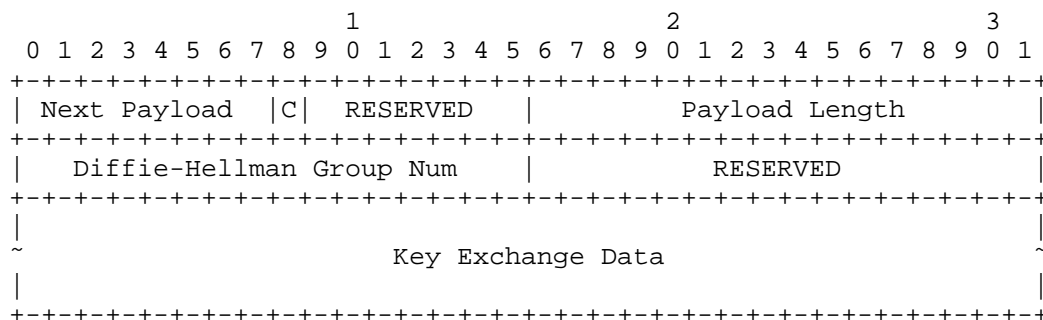 1                   2                   3
 0 1 2 3 4 5 6 7 8 9 0 1 2 3 4 5 6 7 8 9 0 1 2 3 4 5 6 7 8 9 0 1
+-+-+-+-+-+-+-+-+-+-+-+-+-+-+-+-+-+-+-+-+-+-+-+-+-+-+-+-+-+-+-+-+
| Next Payload  |C|  RESERVED   |         Payload Length        |
+-+-+-+-+-+-+-+-+-+-+-+-+-+-+-+-+-+-+-+-+-+-+-+-+-+-+-+-+-+-+-+-+
|   Diffie-Hellman Group Num    |           RESERVED            |
+-+-+-+-+-+-+-+-+-+-+-+-+-+-+-+-+-+-+-+-+-+-+-+-+-+-+-+-+-+-+-+-+
|                                                               |
~                       Key Exchange Data                       ~
|                                                               |
+-+-+-+-+-+-+-+-+-+-+-+-+-+-+-+-+-+-+-+-+-+-+-+-+-+-+-+-+-+-+-+-+